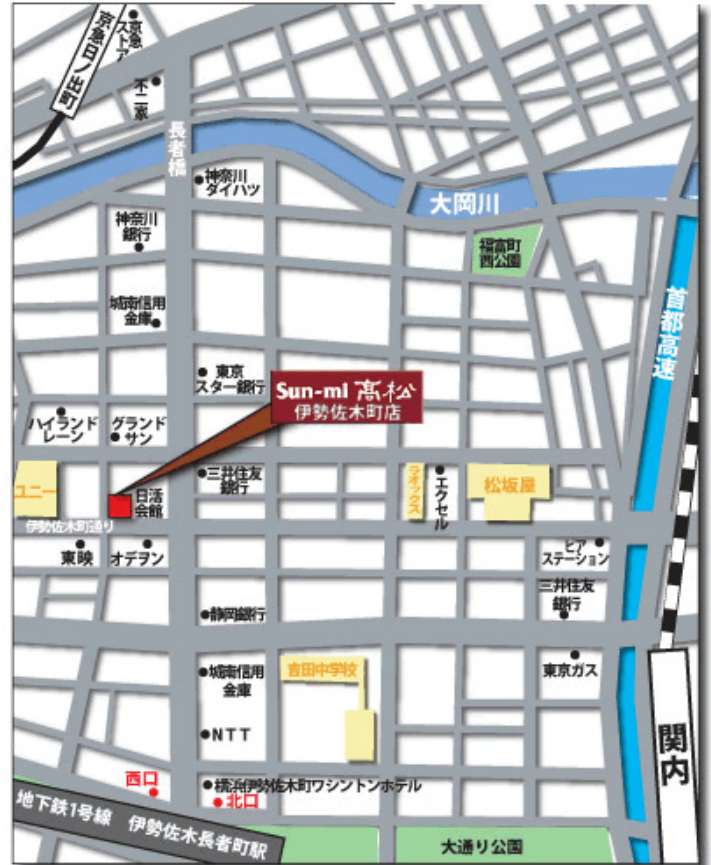 京急日ノ出町
京急
ストア
不二家
長者橋
神奈川
ダイハツ
大岡川
神奈川
銀行
福富町
西公園
首都高速
城南信用
金庫
東京
スター銀行
Sun-mi 髙松
伊勢佐木町店
ハイランド
レーン
グランド
サン
ユニー
日活
会館
三井住友
銀行
ラオックス
エクセル
松坂屋
伊勢佐木町通り
東映
オデヲン
ピア
ステーション
三井住友
銀行
静岡銀行
城南信用
金庫
吉田中学校
東京ガス
NTT
関内
西口
横浜伊勢佐木町ワシントンホテル
北口
地下鉄1号線 伊勢佐木長者町駅
大通り公園